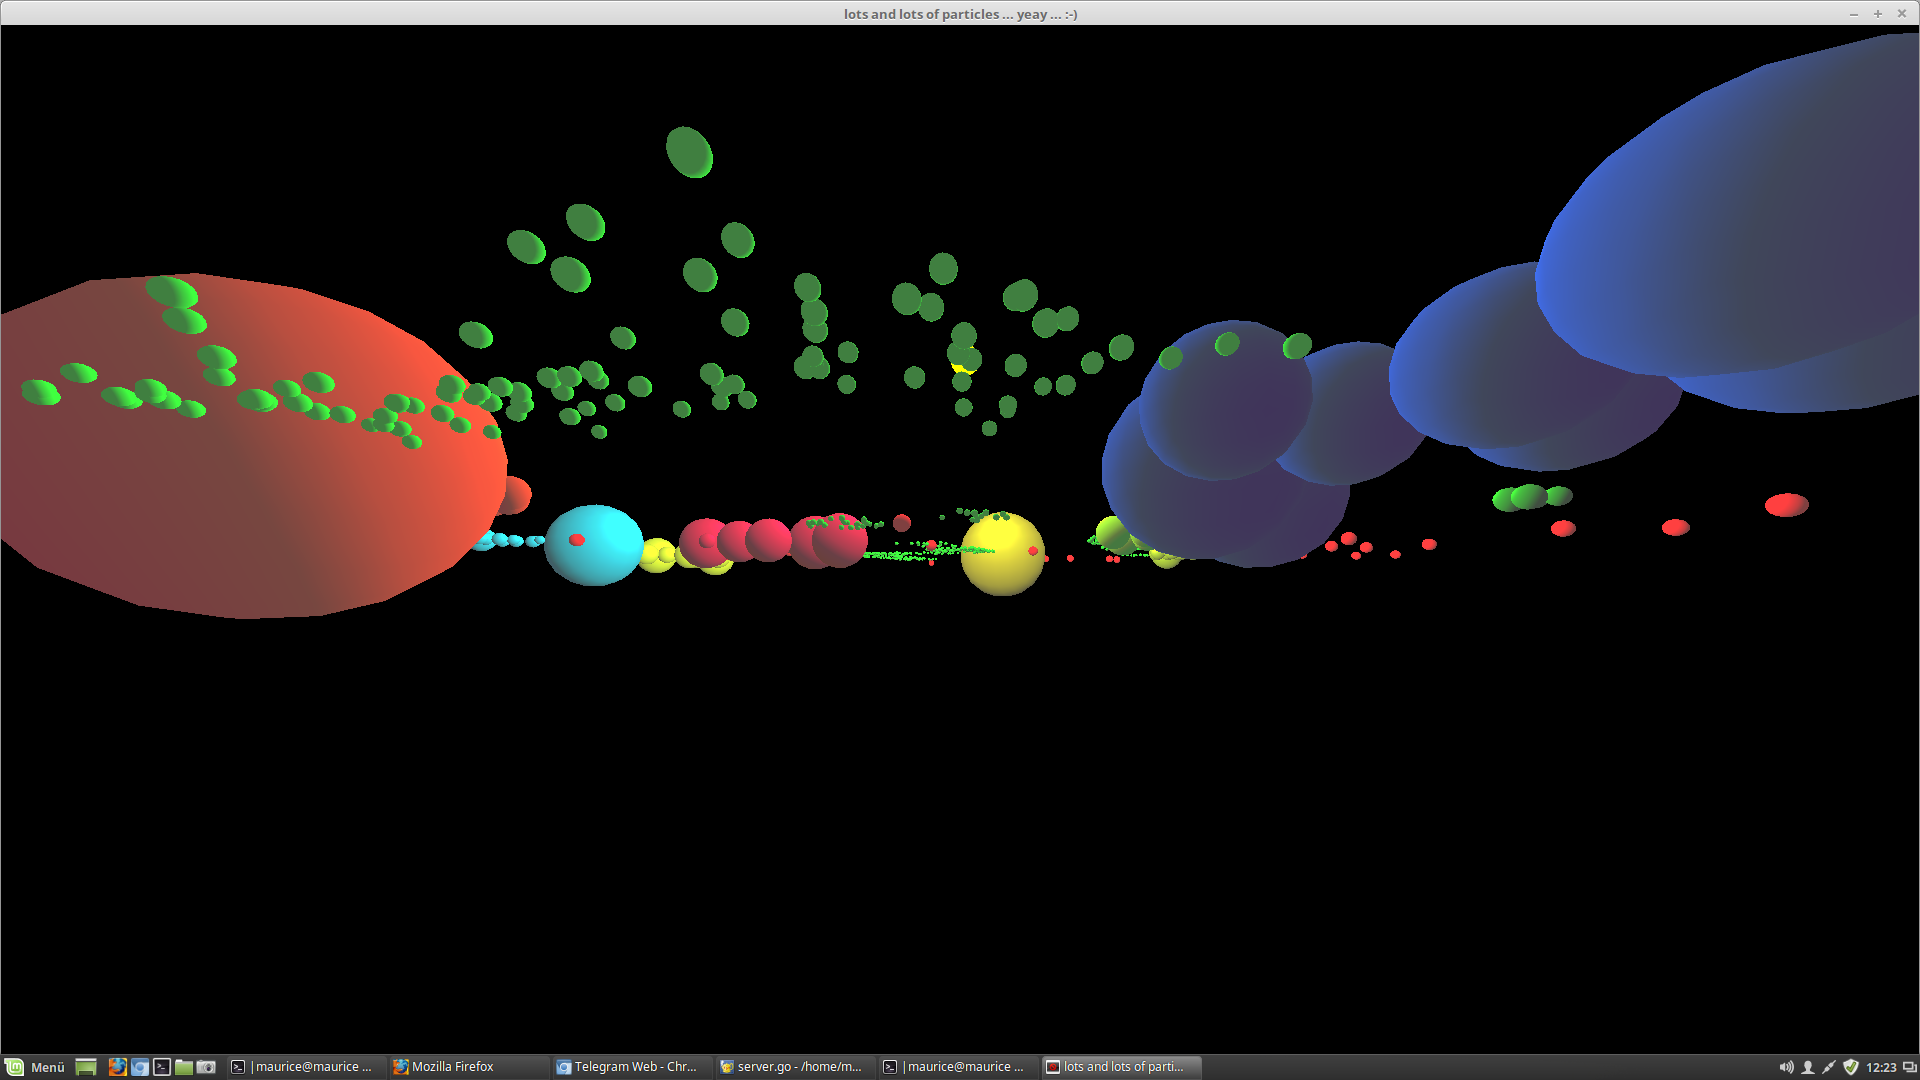 lots and lots of particles ... yeay ... :-)
Menü
|maurice@maurice ...
Mozilla Firefox
Telegram Web - Chr...
server.go - /home/m...
|maurice@maurice ...
lots and lots of parti...
12:23